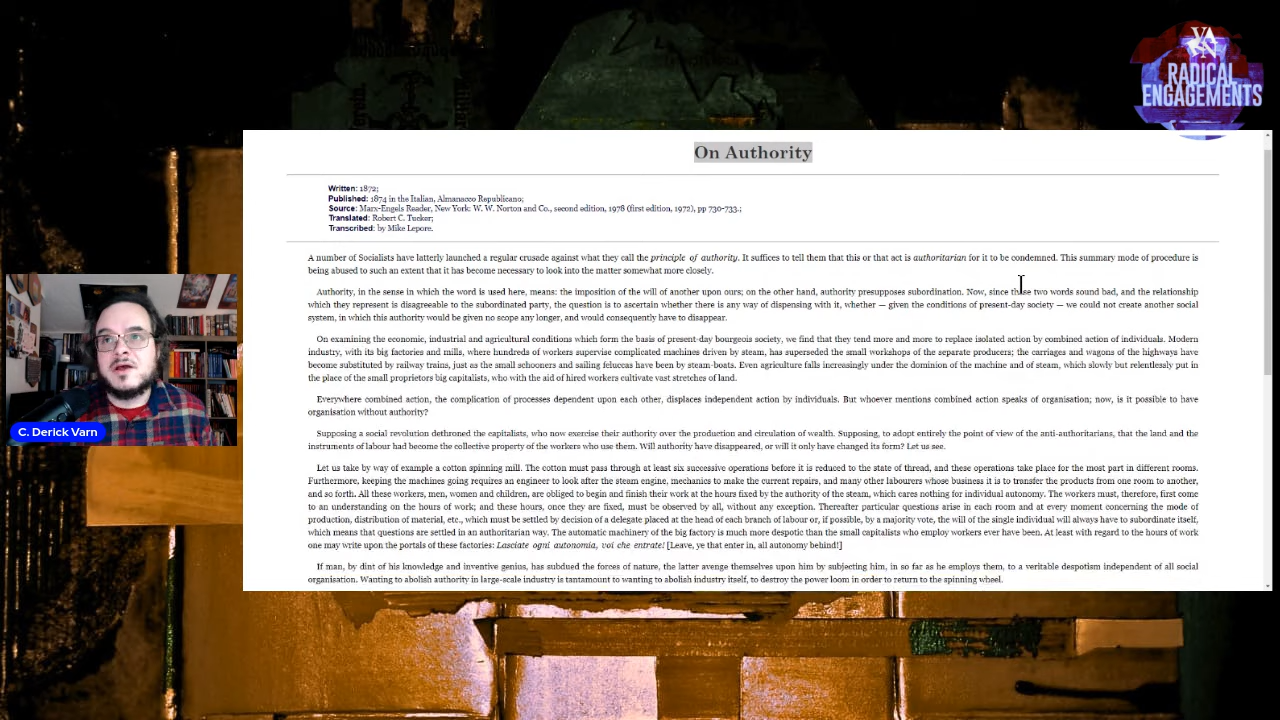 VARN
RADICAL
ENGAGEMENTS
On Authority
Written: 1872;
Published: 1874 in the Italian, Almanacco Republicano;
Source: Marx-Engels Reader, New York: W. W. Norton and Co., second edition, 1978 (first edition, 1972), pp 730-733.;
Translated: Robert C. Tucker;
Transcribed: by Mike Lepore.
A number of Socialists have latterly launched a regular crusade against what they call the principle of authority. It suffices to tell them that this or that act is authoritarian for it to be condemned. This summary mode of procedure is
being abused to such an extent that it has become necessary to look into the matter somewhat more closely.
Authority, in the sense in which the word is used here, means: the imposition of the will of another upon ours; on the other hand, authority presupposes subordination. Now, since these two words sound bad, and the relationship
which they represent is disagreeable to the subordinated party, the question is to ascertain whether there is any way of dispensing with it, whether — given the conditions of present-day society — we could not create another social
system, in which this authority would be given no scope any longer, and would consequently have to disappear.
On examining the economic, industrial and agricultural conditions which form the basis of present-day bourgeois society, we find that they tend more and more to replace isolated action by combined action of individuals. Modern
industry, with its big factories and mills, where hundreds of workers supervise complicated machines driven by steam, has superseded the small workshops of the separate producers; the carriages and wagons of the highways have
become substituted by railway trains, just as the small schooners and sailing feluccas have been by steam-boats. Even agriculture falls increasingly under the dominion of the machine and of steam, which slowly but relentlessly put in
the place of the small proprietors big capitalists, who with the aid of hired workers cultivate vast stretches of land.
Everywhere combined action, the complication of processes dependent upon each other, displaces independent action by individuals. But whoever mentions combined action speaks of organisation; now, is it possible to have
organisation without authority?
Supposing a social revolution dethroned the capitalists, who now exercise their authority over the production and circulation of wealth. Supposing, to adopt entirely the point of view of the anti-authoritarians, that the land and the
instruments of labour had become the collective property of the workers who use them. Will authority have disappeared, or will it only have changed its form? Let us see.
Let us take by way of example a cotton spinning mill. The cotton must pass through at least six successive operations before it is reduced to the state of thread, and these operations take place for the most part in different rooms.
Furthermore, keeping the machines going requires an engineer to look after the steam engine, mechanics to make the current repairs, and many other labourers whose business it is to transfer the products from one room to another,
and so forth. All these workers, men, women and children, are obliged to begin and finish their work at the hours fixed by the authority of the steam, which cares nothing for individual autonomy. The workers must, therefore, first come
to an understanding on the hours of work; and these hours, once they are fixed, must be observed by all, without any exception. Thereafter particular questions arise in each room and at every moment concerning the mode of
production, distribution of material, etc., which must be settled by decision of a delegate placed at the head of each branch of labour or, if possible, by a majority vote, the will of the single individual will always have to subordinate itself,
which means that questions are settled in an authoritarian way. The automatic machinery of the big factory is much more despotic than the small capitalists who employ workers ever have been. At least with regard to the hours of work
one may write upon the portals of these factories: Lasciate ogni autonomia, voi che entrate! [Leave, ye that enter in, all autonomy behind!]
If man, by dint of his knowledge and inventive genius, has subdued the forces of nature, the latter avenge themselves upon him by subjecting him, in so far as he employs them, to a veritable despotism independent of all social
organisation. Wanting to abolish authority in large-scale industry is tantamount to wanting to abolish industry itself, to destroy the power loom in order to return to the spinning wheel.
C. Derick Varn